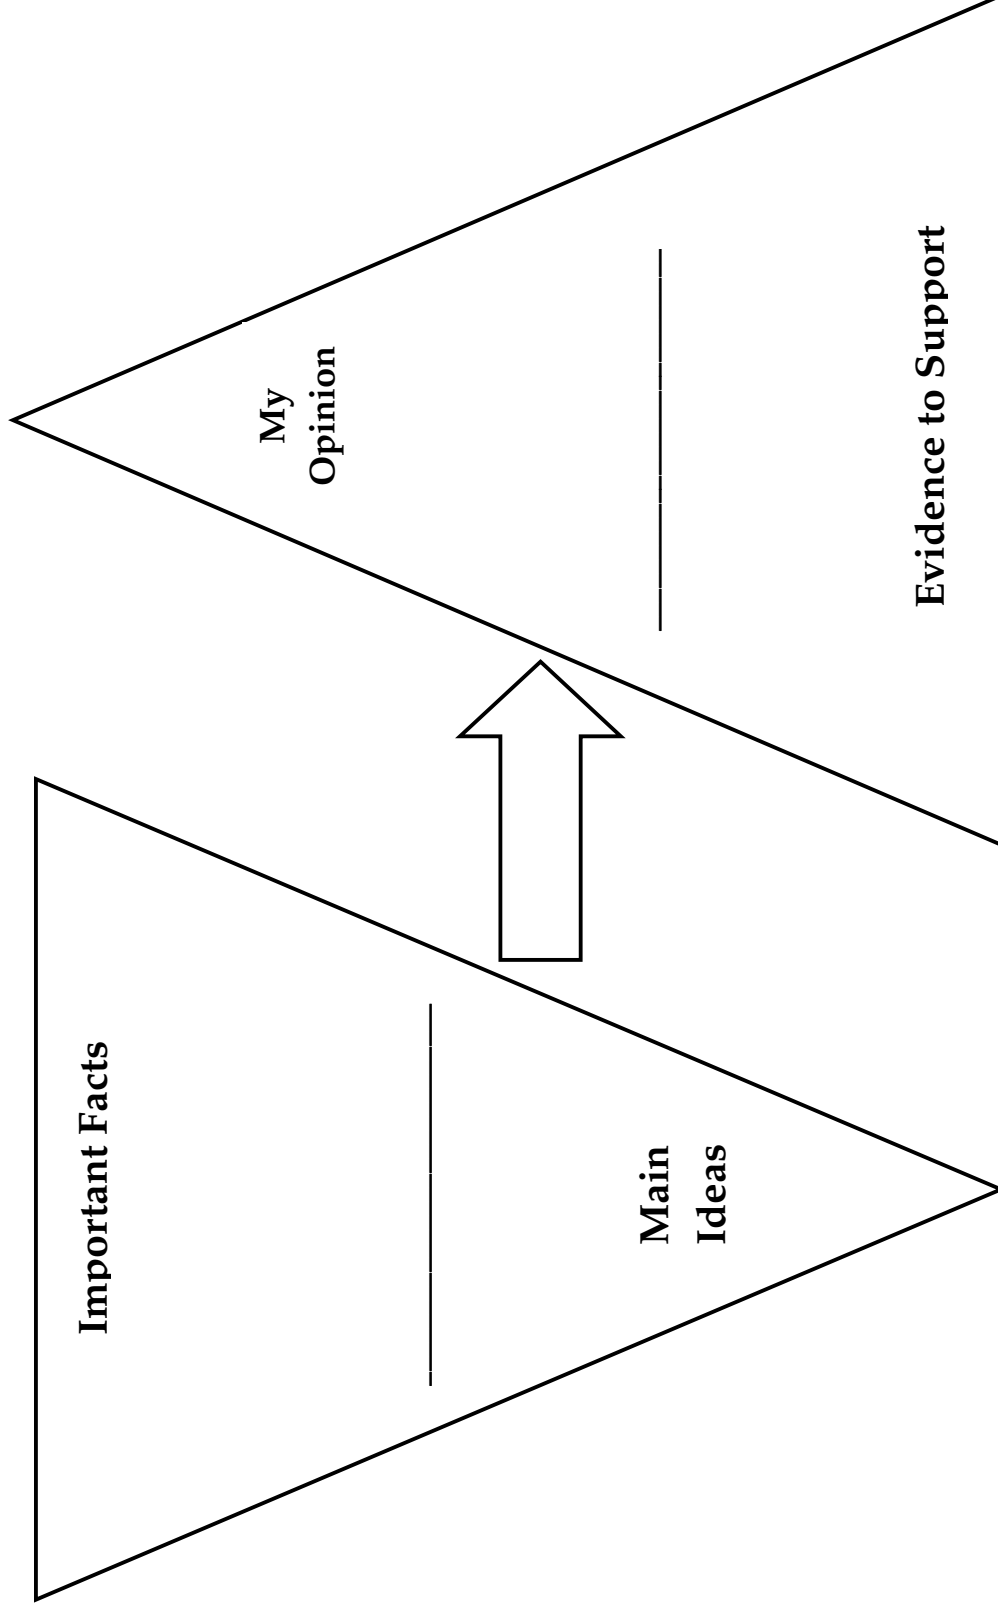 Important Facts
Main
Ideas
My
Opinion
Evidence to Support